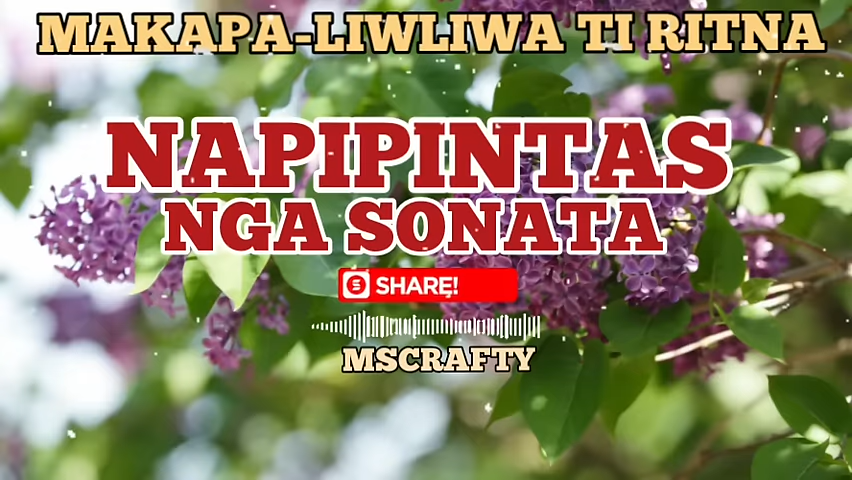 MAKAPA-LIWLIWA TI RITNA
NAPIPINTAS
NGA SONATA
SHARE!
MSCRAFTY